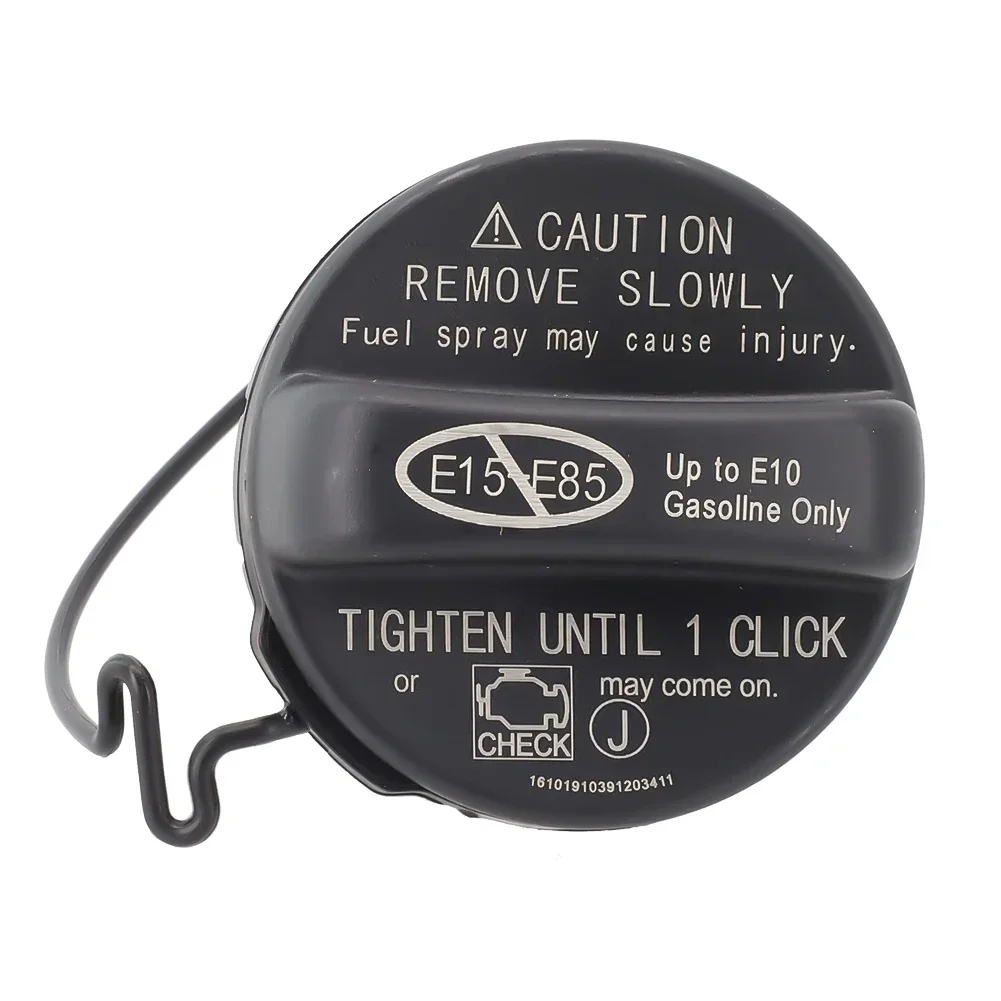 CAUTION
REMOVE SLOWLY
Fuel spray may cause injury.
E15-E85
Up to E10
Gasollne Only
TIGHTEN UNTIL 1 CLICK
or CHECK may come on.
J
16101910391203411